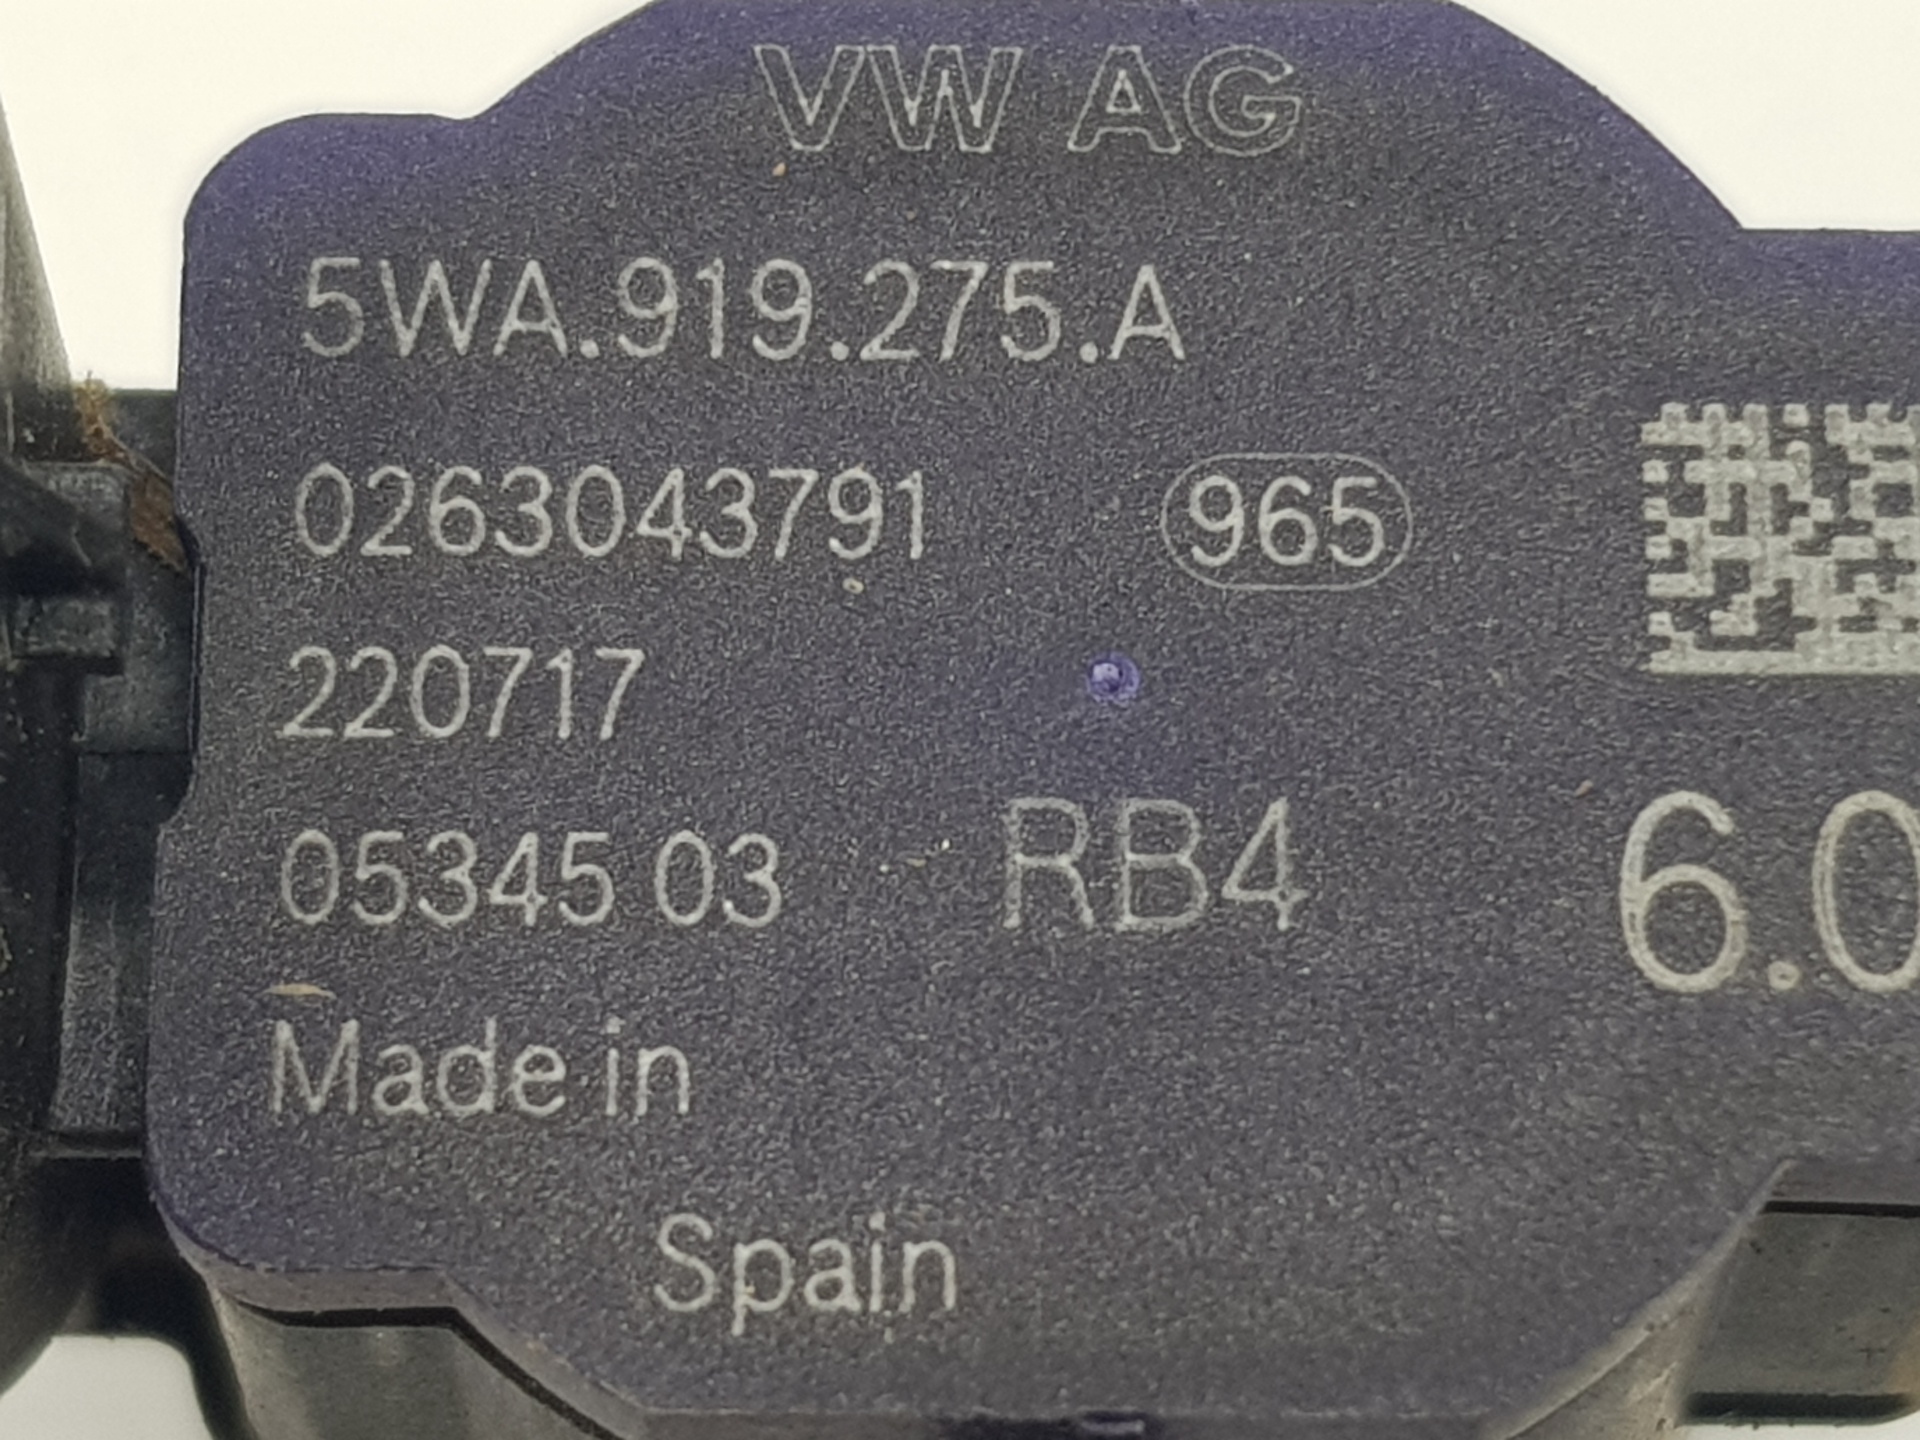 VW AG
5WA.919.275.A
0263043791 965
220717
05345 03 RB4 6.0
Made in
Spain